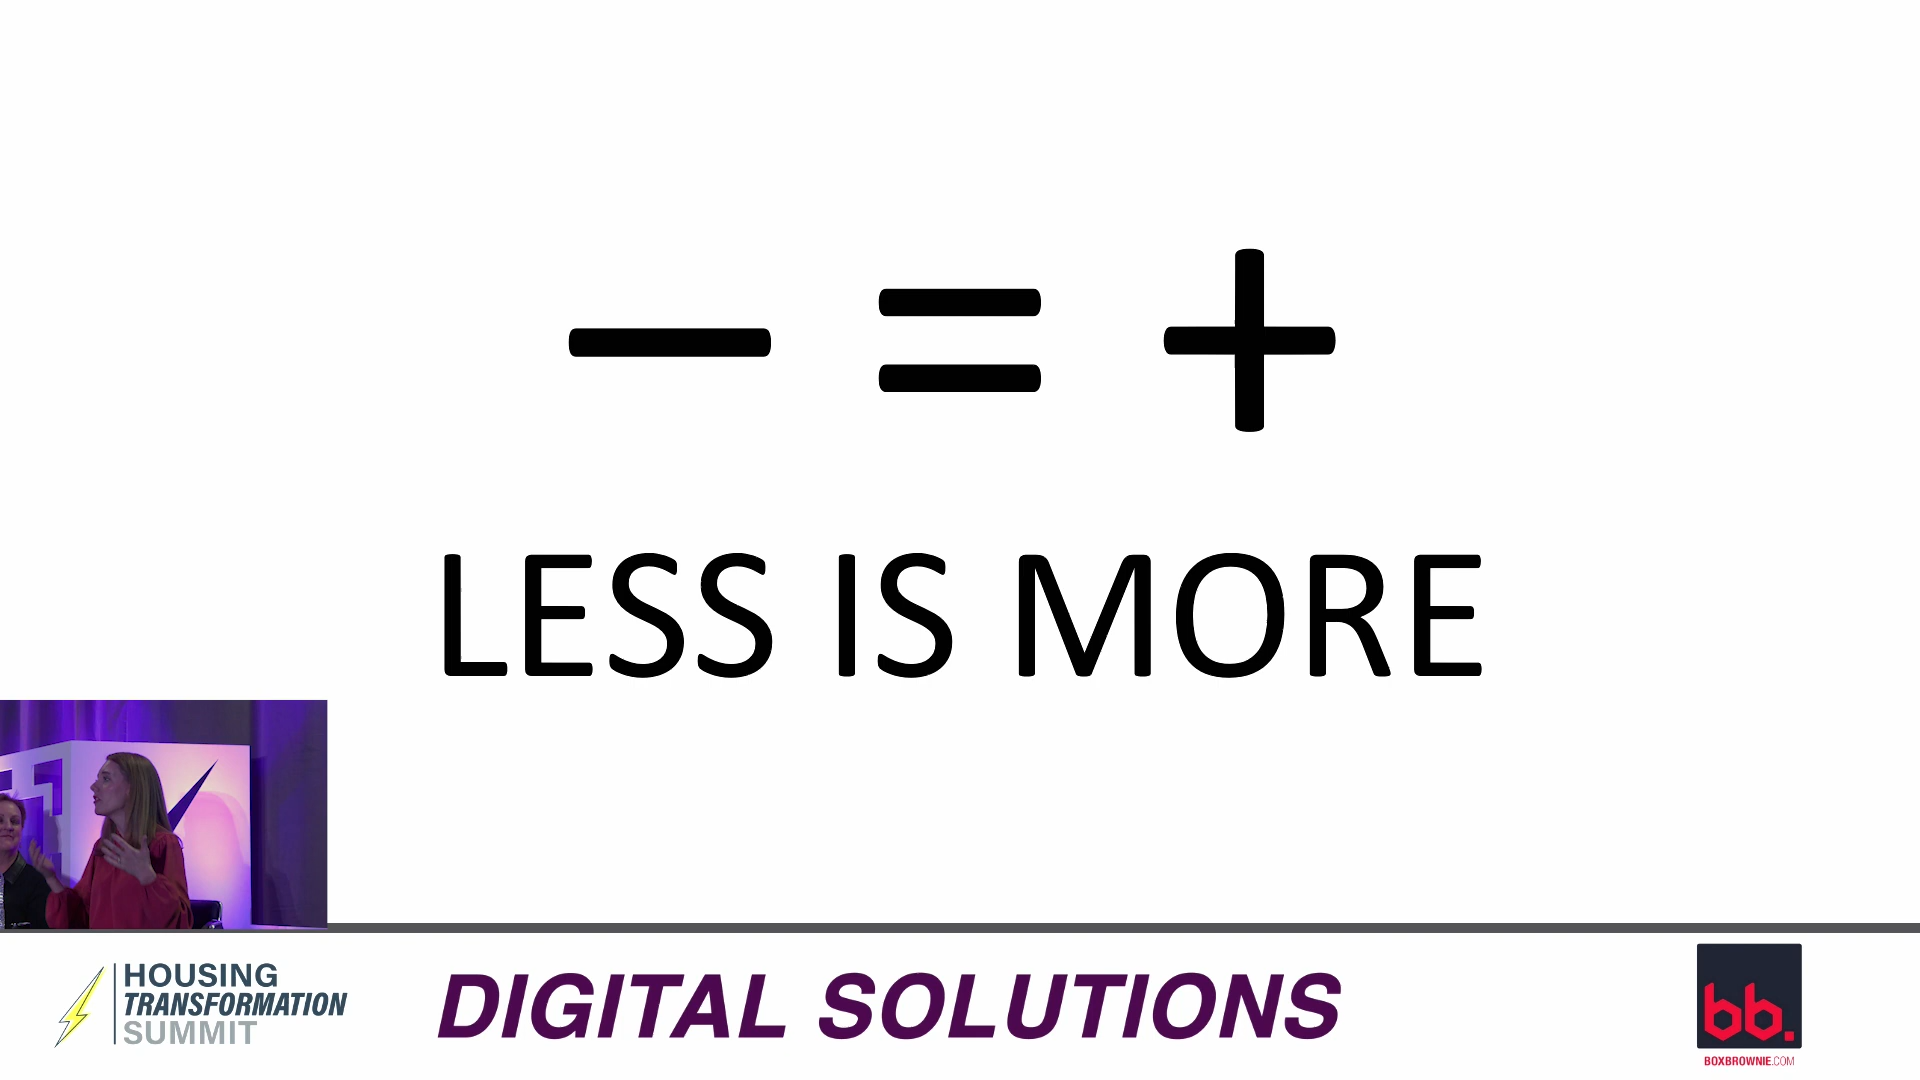 − = +
LESS IS MORE
HOUSING
TRANSFORMATION
SUMMIT
DIGITAL SOLUTIONS
bb.
BOXBROWNIE.COM